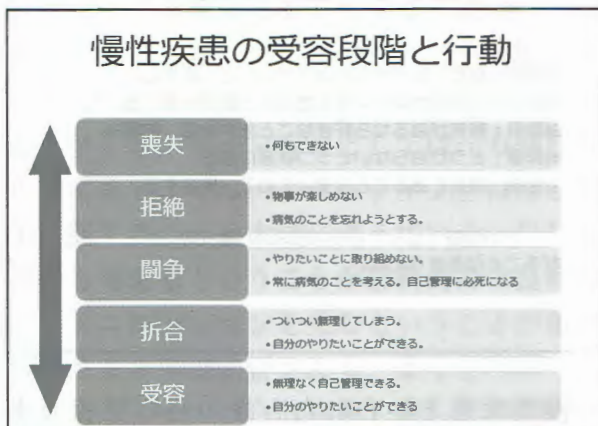 慢性疾患の受容段階と行動
喪失
•何もできない
拒絶
•物事が楽しめない
•病気のことを忘れようとする。
闘争
•やりたいことに取り組めない。
•常に病気のことを考える。自己管理に必死になる
折合
•ついつい無理してしまう。
•自分のやりたいことができる。
受容
•無理なく自己管理できる。
•自分のやりたいことができる